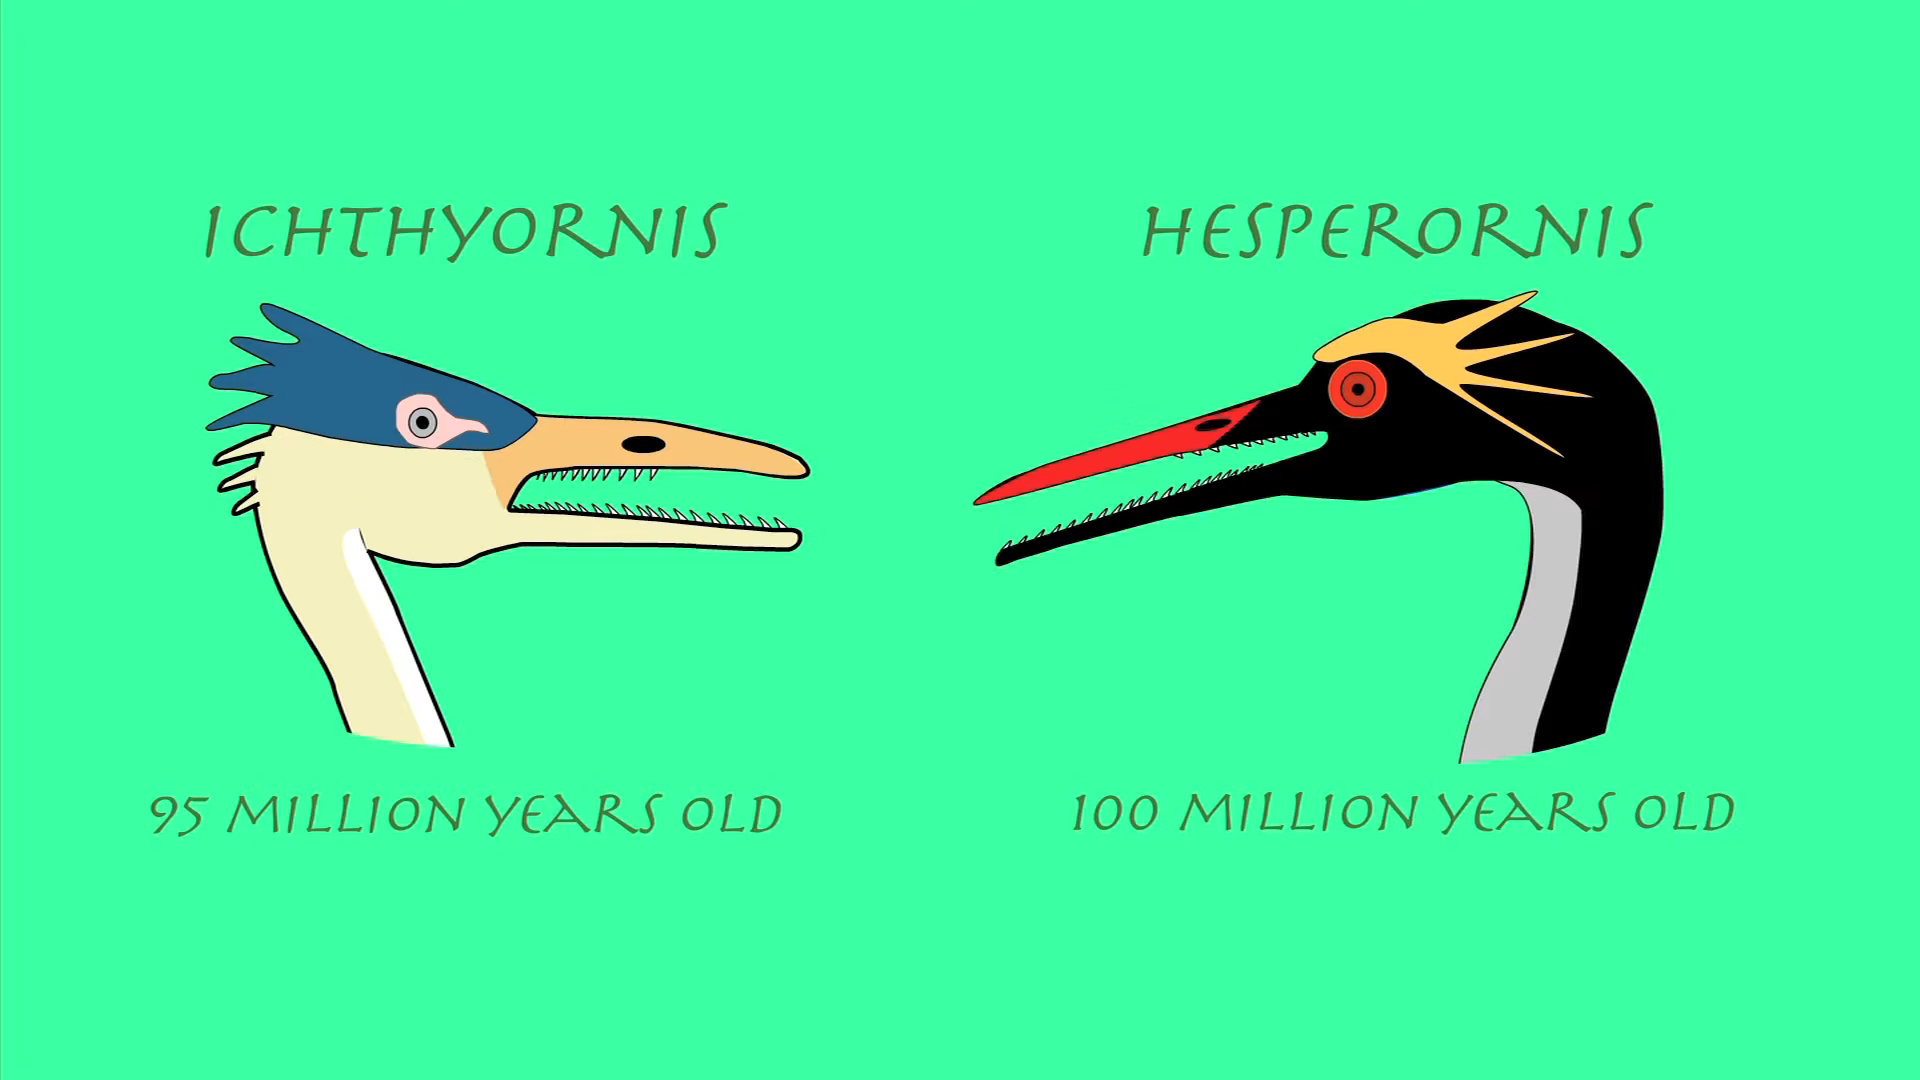 ICHTHYORNIS
HESPERORNIS
95 MILLION YEARS OLD
100 MILLION YEARS OLD